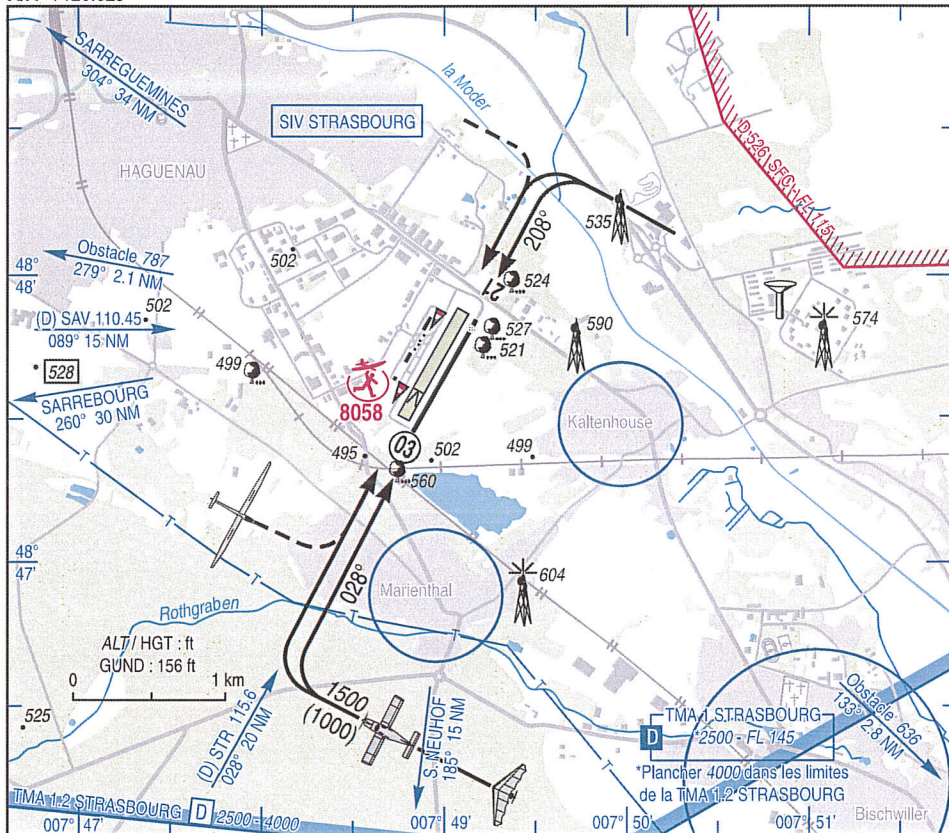 SARREGUEMINES
304° 34 NM
SIV STRASBOURG
la Moder
D 526 SFC - FL 115
HAGUENAU
535
208°
Obstacle 787
279° 2.1 NM
502
524
48°
48'
21
502
(D) SAV 110.45
089° 15 NM
527
521
590
574
499
528
SARREBOURG
260° 30 NM
8058
Kaltenhouse
03
495
502
499
560
T
T
48°
47'
028°
Marienthal
604
Rothgraben
T
T
ALT / HGT : ft
GUND : 156 ft
0
1 km
1500
(1000)
525
(D) STR 115.6
028° 20 NM
S. NEUHOF
185° 15 NM
Obstacle 636
133° 2.8 NM
TMA 1 STRASBOURG
D *2500 - FL 145
*Plancher 4000 dans les limites
de la TMA 1.2 STRASBOURG
TMA 1.2 STRASBOURG D 2500 - 4000
Bischwiller
007° 47
007° 49
007° 50
007° 51'